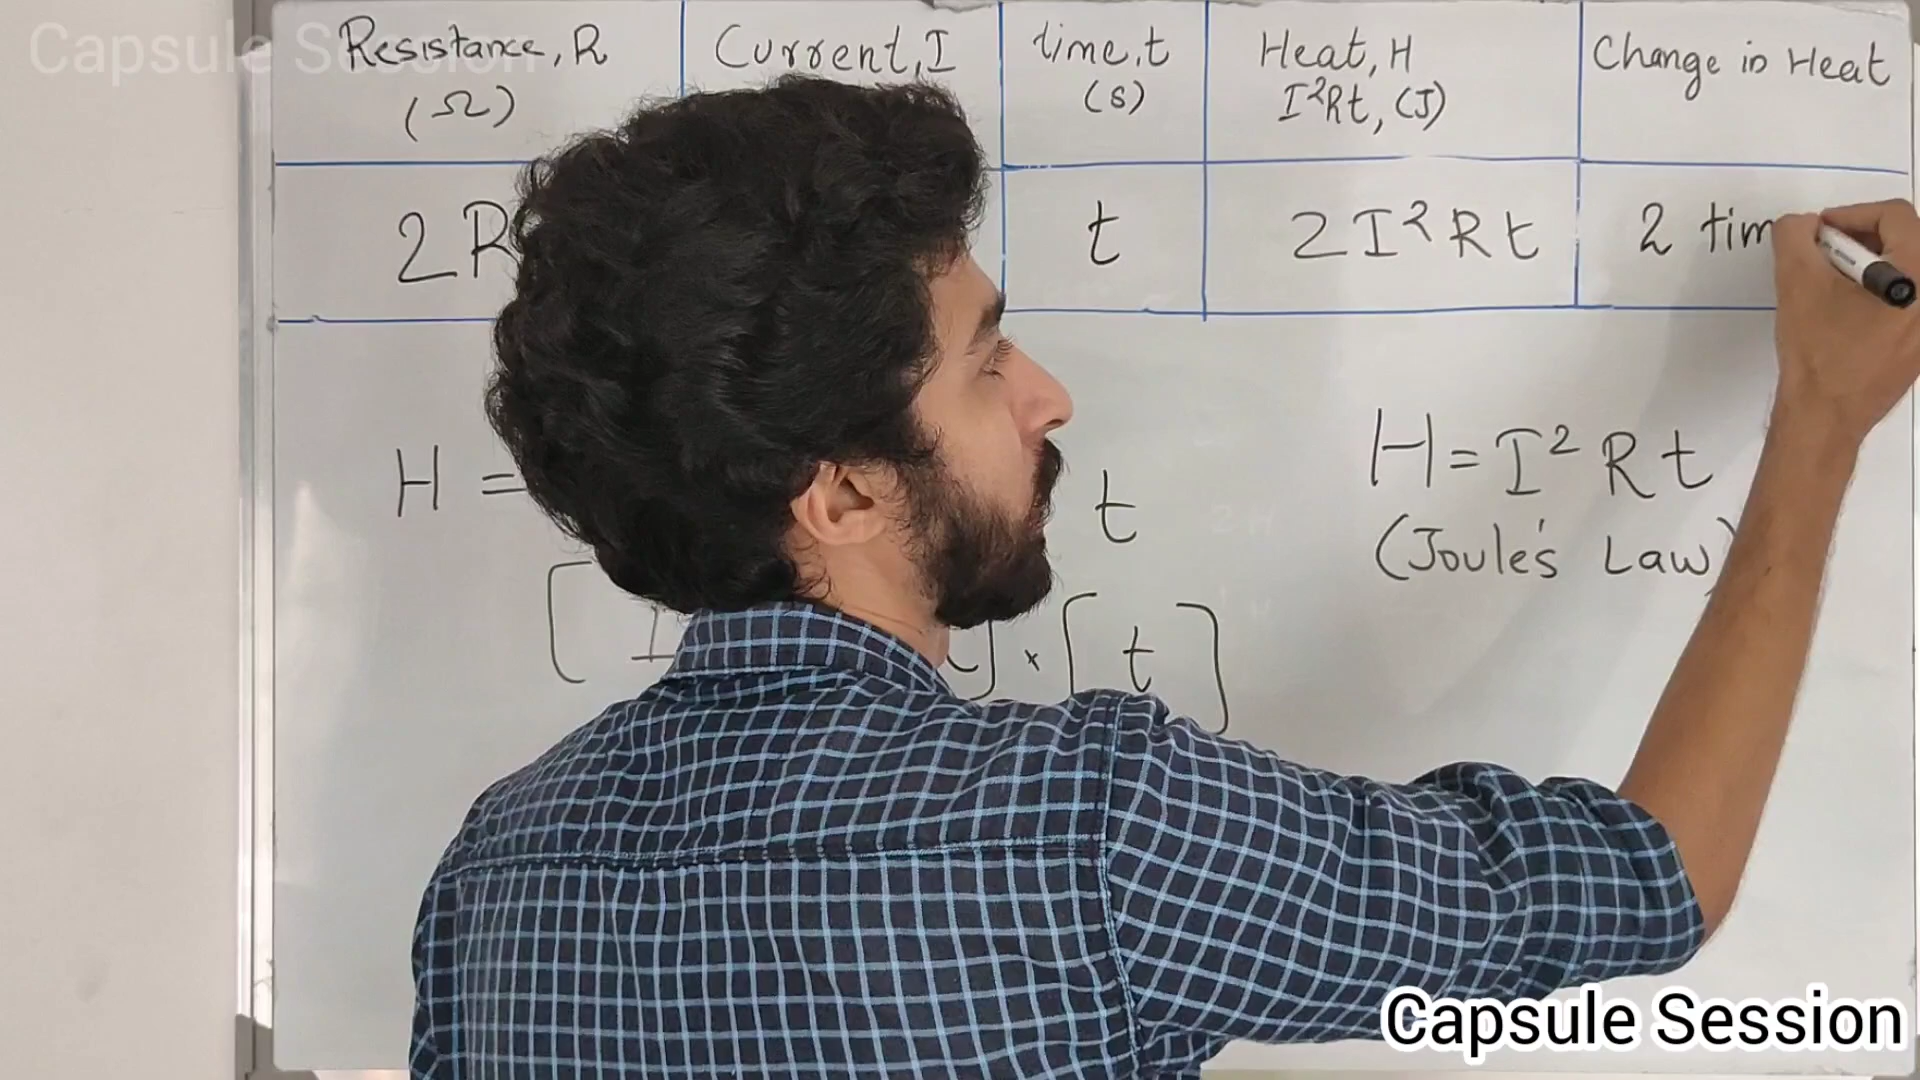 Capsule Session
Resistance, R
(Ω)
Current, I
time, t
(s)
Heat, H
I²Rt, (J)
Change in Heat
2R
t
2I²Rt
2 tim
H =
t
H = I² R t
(Joule's Law)
[ I ] × [ t ]
Capsule Session